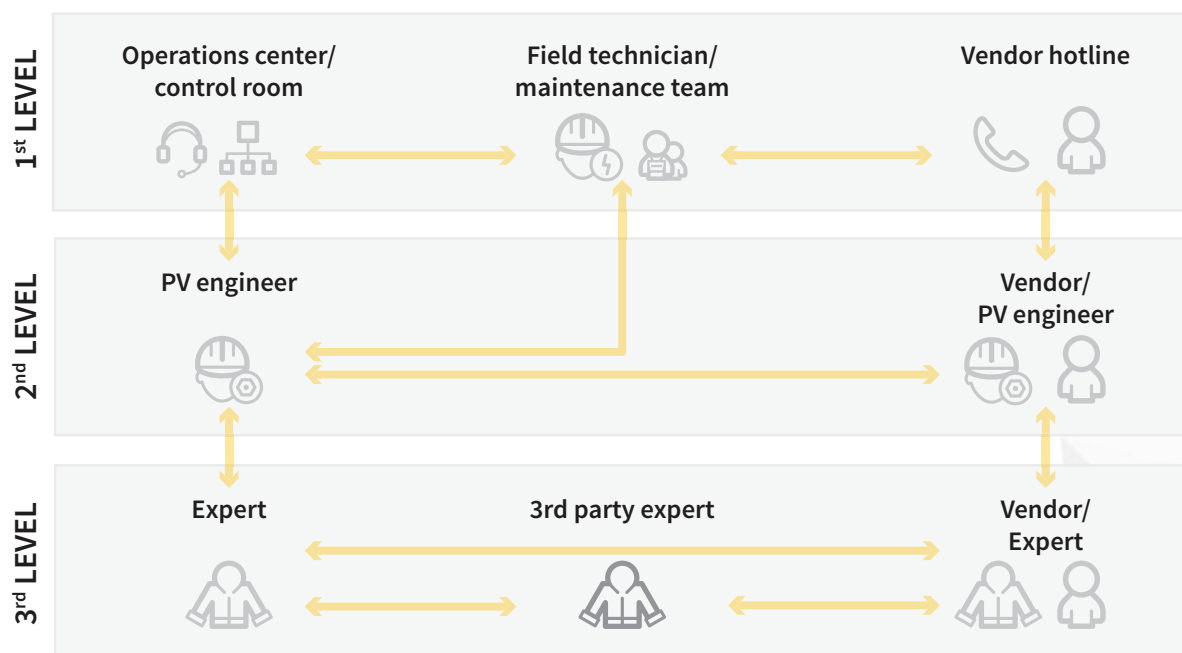 1st LEVEL
Operations center/
control room
Field technician/
maintenance team
Vendor hotline
2nd LEVEL
PV engineer
Vendor/
PV engineer
3rd LEVEL
Expert
3rd party expert
Vendor/
Expert